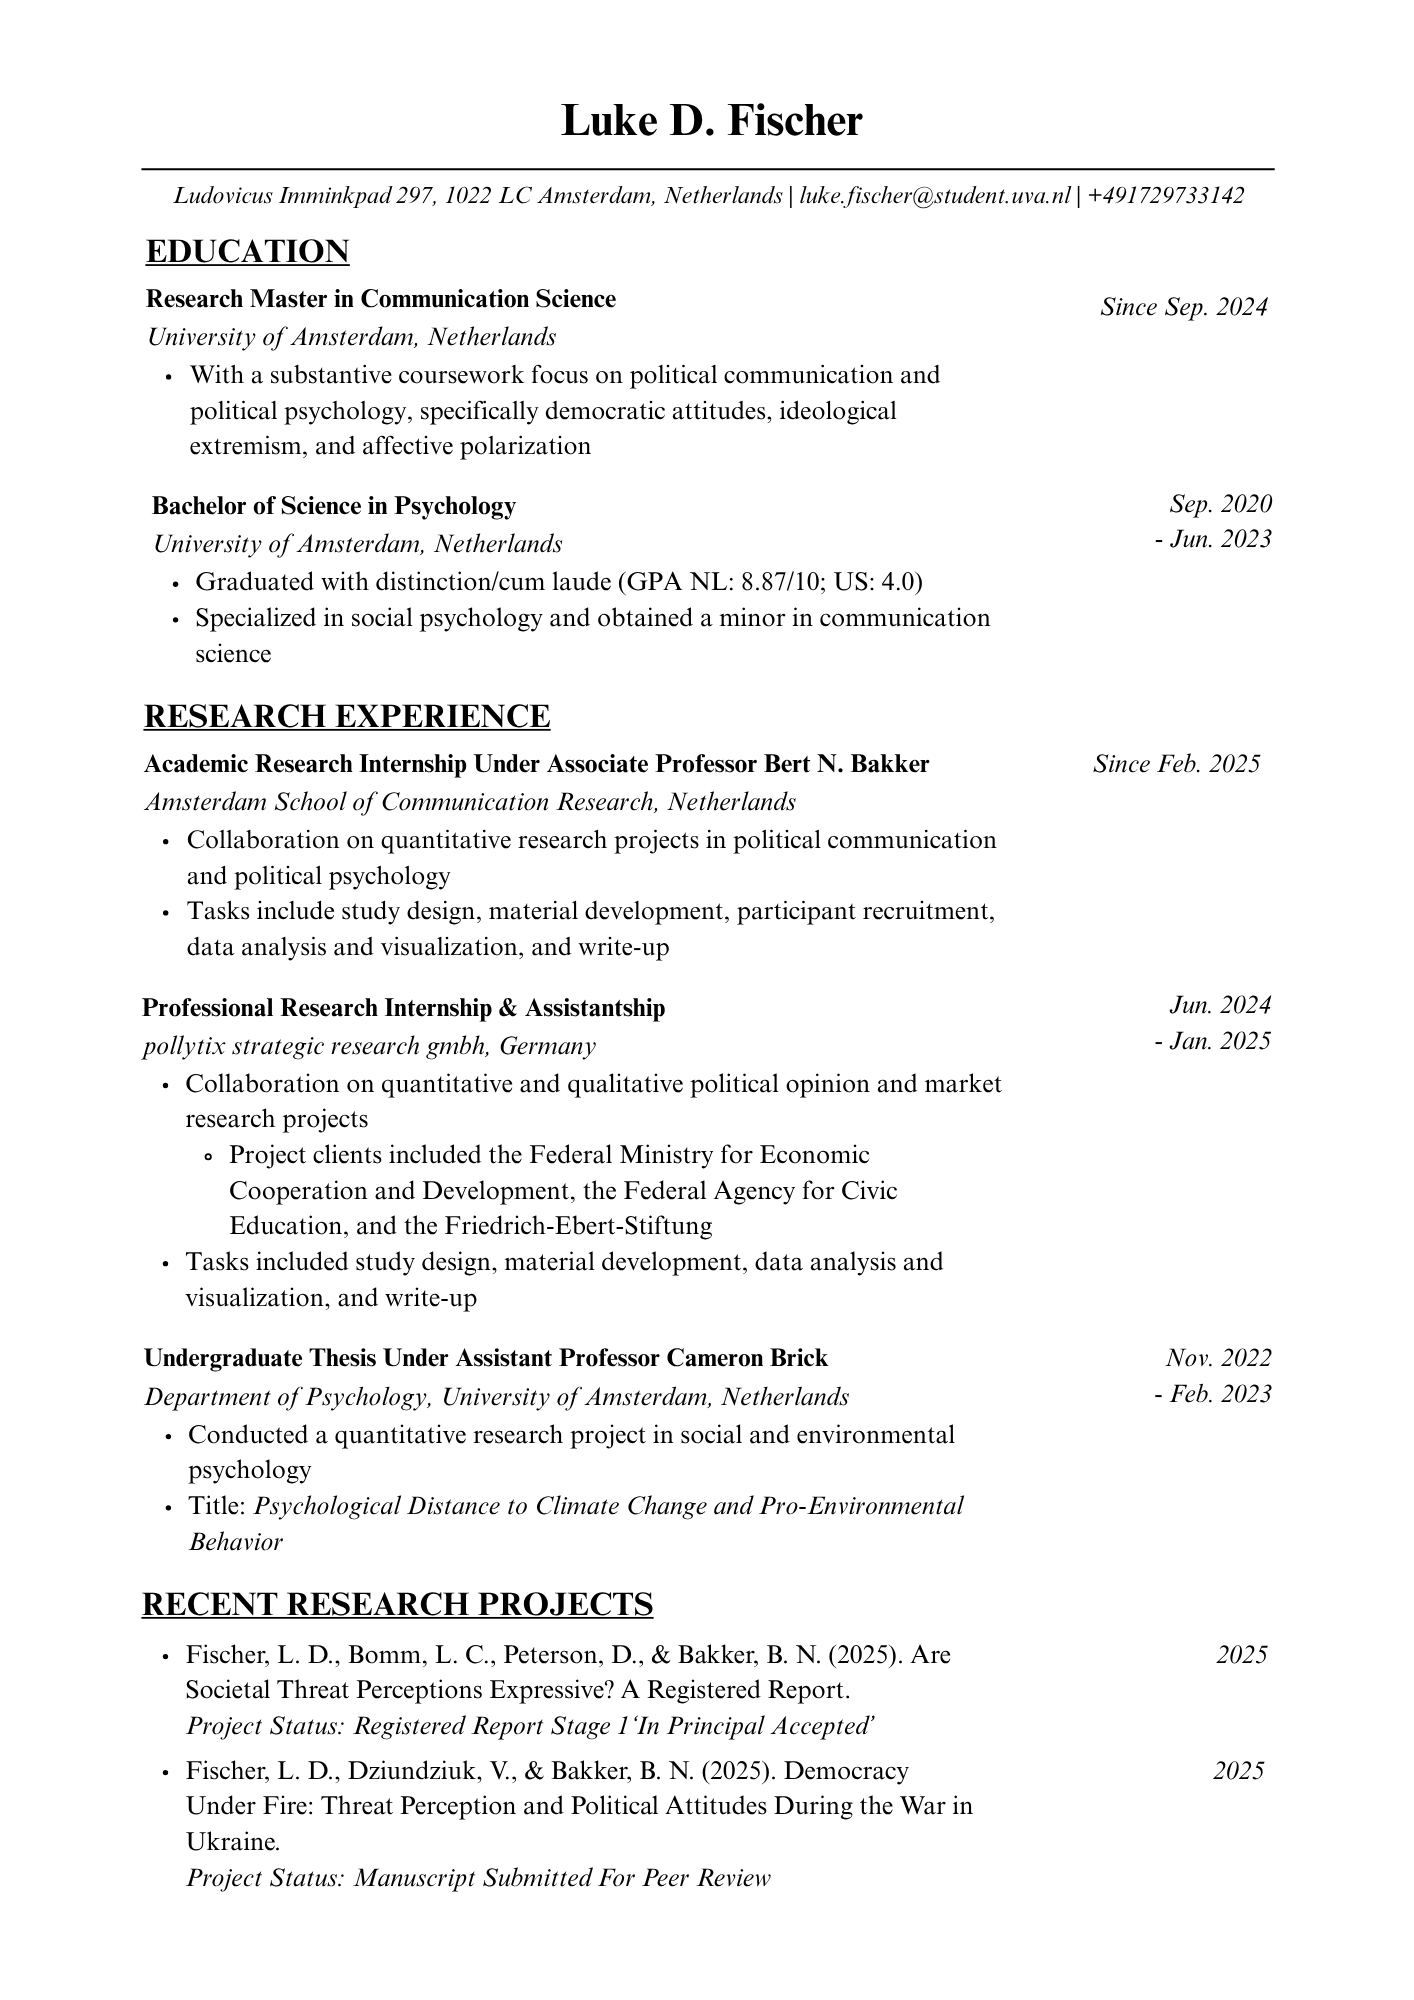 Luke D. Fischer
Ludovicus Imminkpad 297, 1022 LC Amsterdam, Netherlands | luke.fischer@student.uva.nl | +491729733142
EDUCATION
Research Master in Communication Science
Since Sep. 2024
University of Amsterdam, Netherlands
• With a substantive coursework focus on political communication and
political psychology, specifically democratic attitudes, ideological
extremism, and affective polarization
Bachelor of Science in Psychology
Sep. 2020
- Jun. 2023
University of Amsterdam, Netherlands
• Graduated with distinction/cum laude (GPA NL: 8.87/10; US: 4.0)
• Specialized in social psychology and obtained a minor in communication
science
RESEARCH EXPERIENCE
Academic Research Internship Under Associate Professor Bert N. Bakker
Since Feb. 2025
Amsterdam School of Communication Research, Netherlands
• Collaboration on quantitative research projects in political communication
and political psychology
• Tasks include study design, material development, participant recruitment,
data analysis and visualization, and write-up
Professional Research Internship & Assistantship
Jun. 2024
- Jan. 2025
pollytix strategic research gmbh, Germany
• Collaboration on quantitative and qualitative political opinion and market
research projects
◦ Project clients included the Federal Ministry for Economic
Cooperation and Development, the Federal Agency for Civic
Education, and the Friedrich-Ebert-Stiftung
• Tasks included study design, material development, data analysis and
visualization, and write-up
Undergraduate Thesis Under Assistant Professor Cameron Brick
Nov. 2022
- Feb. 2023
Department of Psychology, University of Amsterdam, Netherlands
• Conducted a quantitative research project in social and environmental
psychology
• Title: Psychological Distance to Climate Change and Pro-Environmental
Behavior
RECENT RESEARCH PROJECTS
• Fischer, L. D., Bomm, L. C., Peterson, D., & Bakker, B. N. (2025). Are
2025
Societal Threat Perceptions Expressive? A Registered Report.
Project Status: Registered Report Stage 1 ‘In Principal Accepted’
• Fischer, L. D., Dziundziuk, V., & Bakker, B. N. (2025). Democracy
2025
Under Fire: Threat Perception and Political Attitudes During the War in
Ukraine.
Project Status: Manuscript Submitted For Peer Review